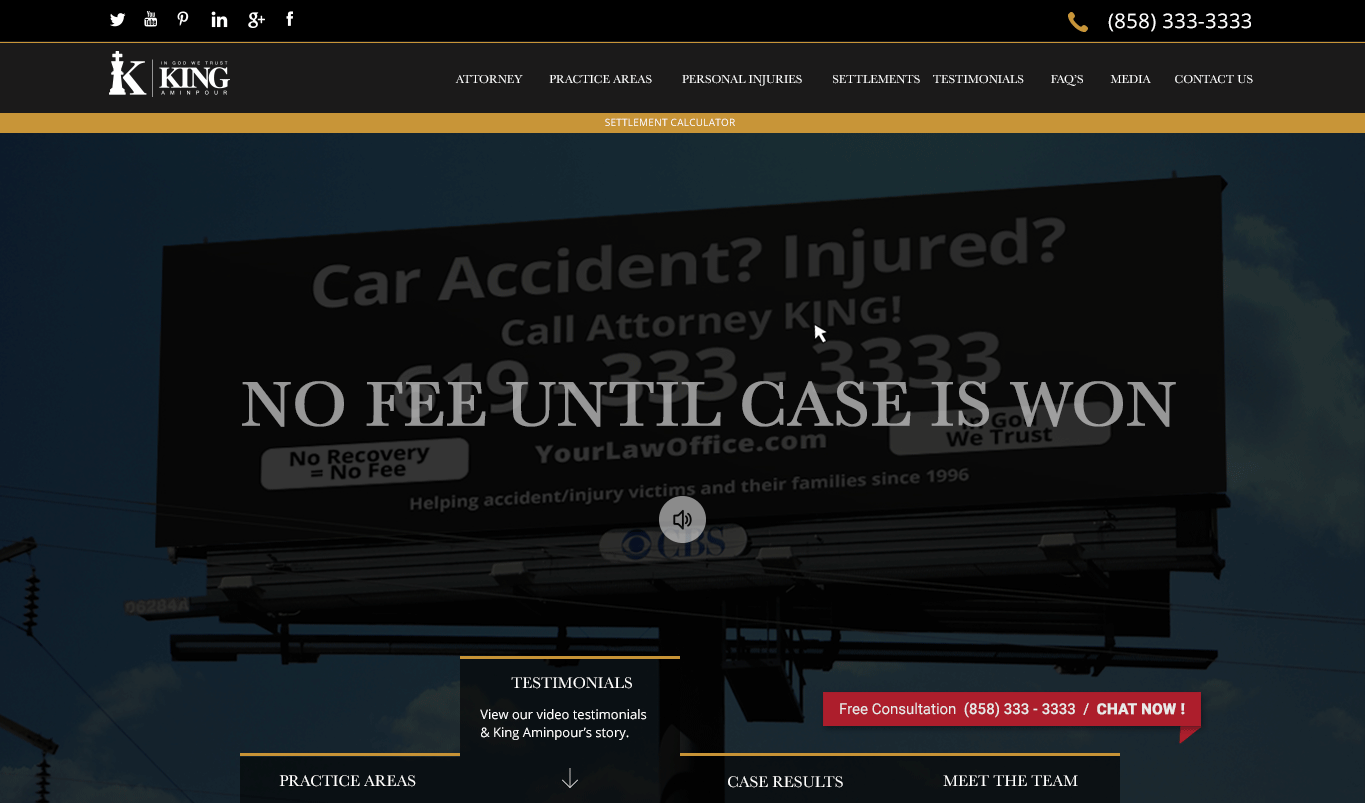 You Tube
(858) 333-3333
IN GOD WE TRUST
K KING
AMINPOUR
ATTORNEY PRACTICE AREAS PERSONAL INJURIES SETTLEMENTS TESTIMONIALS FAQ'S MEDIA CONTACT US
SETTLEMENT CALCULATOR
Car Accident? Injured?
Call Attorney KING!
619 - 333 - 3333
NO FEE UNTIL CASE IS WON
In God
We Trust
YourLawOffice.com
No Recovery
= No Fee
Helping accident/injury victims and their families since 1996
CBS
TESTIMONIALS
View our video testimonials
& King Aminpour's story.
Free Consultation (858) 333 - 3333 / CHAT NOW !
PRACTICE AREAS
CASE RESULTS
MEET THE TEAM